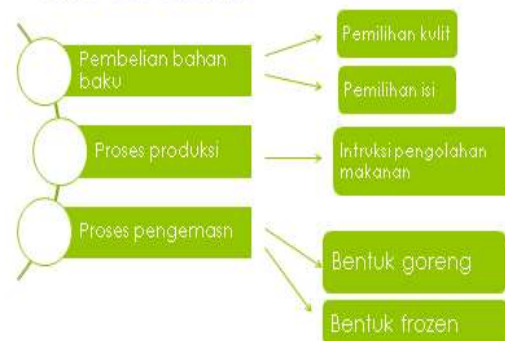 Pembelian bahan
baku
Pemilihan kulit
Pemilihan isi
Proses produksi
Intruksi pengolahan
makanan
Proses pengemasn
Bentuk goreng
Bentuk frozen